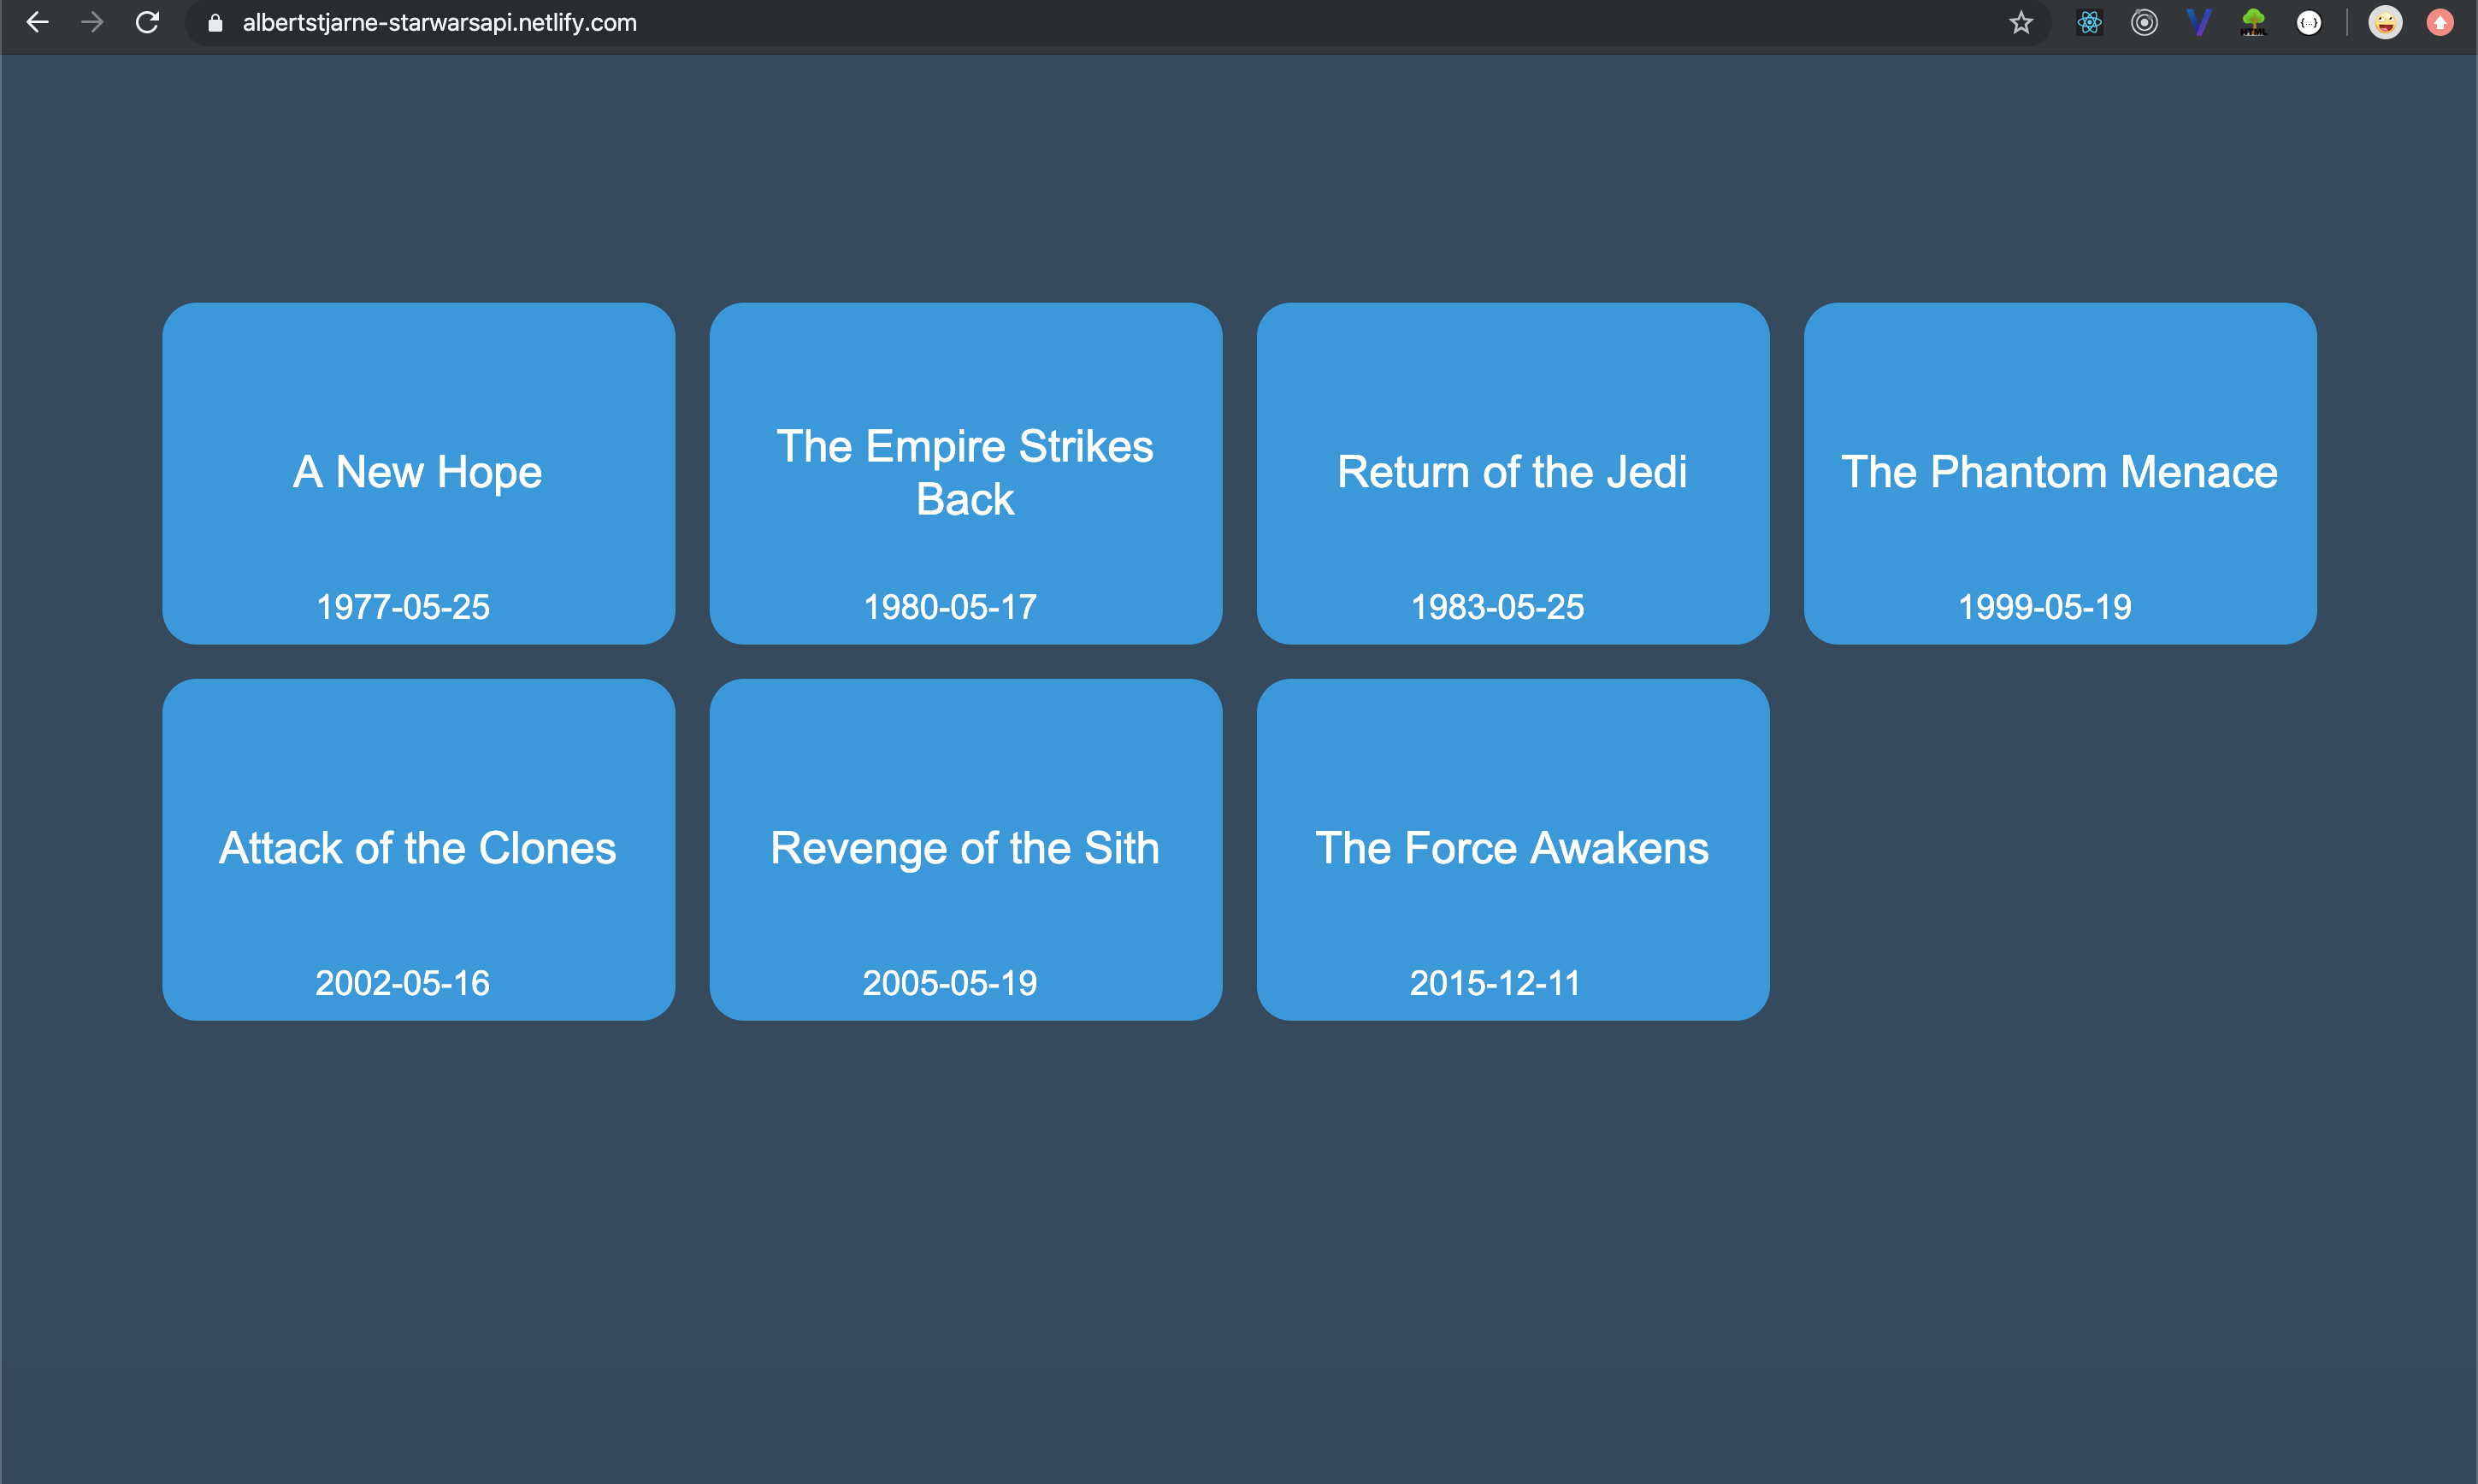 albertstjarne-starwarsapi.netlify.com
HTML
{...}
A New Hope
1977-05-25
The Empire Strikes
Back
1980-05-17
Return of the Jedi
1983-05-25
The Phantom Menace
1999-05-19
Attack of the Clones
2002-05-16
Revenge of the Sith
2005-05-19
The Force Awakens
2015-12-11